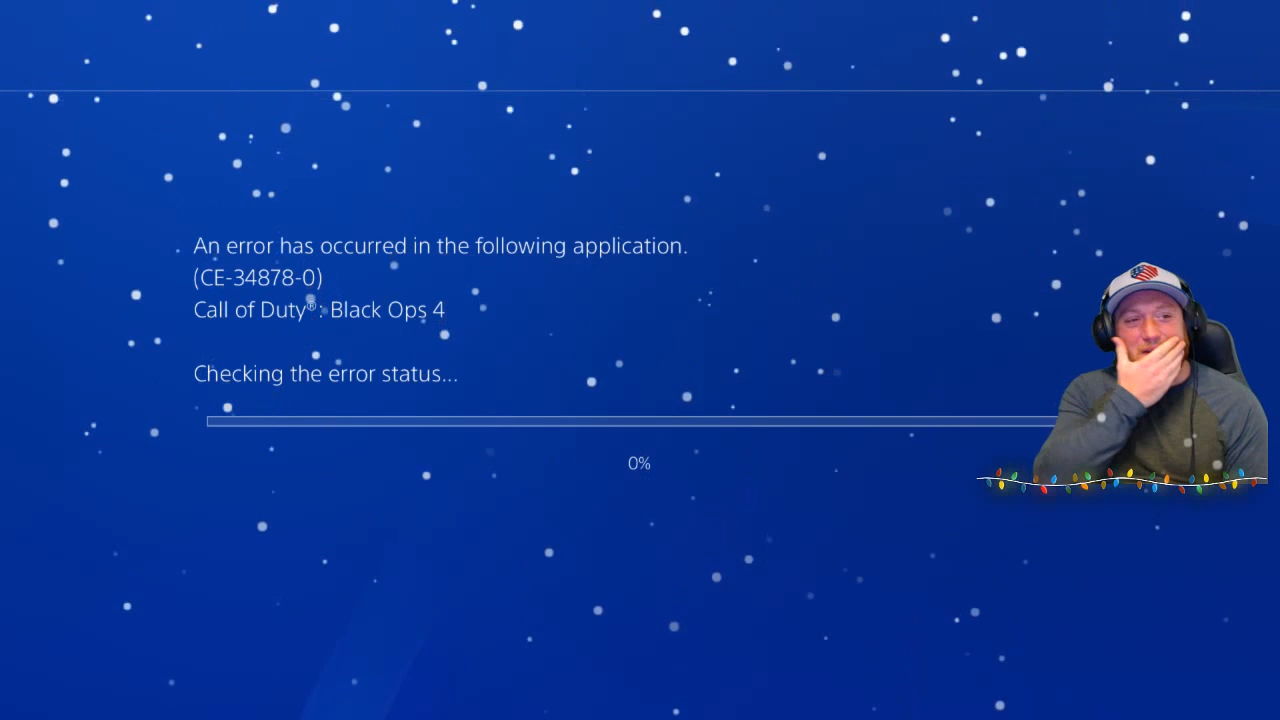 An error has occurred in the following application.
(CE-34878-0)
Call of Duty®: Black Ops 4
Checking the error status...
0%